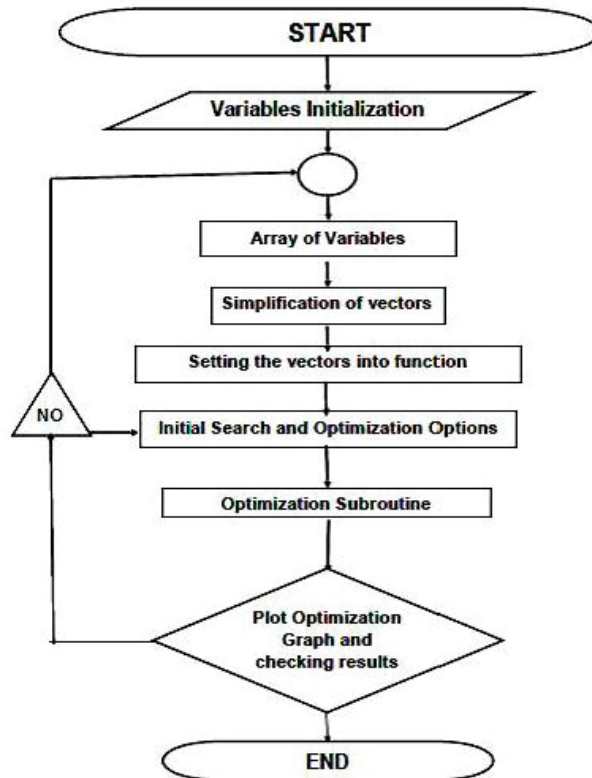 START
Variables Initialization
Array of Variables
Simplification of vectors
Setting the vectors into function
NO
Initial Search and Optimization Options
Optimization Subroutine
Plot Optimization
Graph and
checking results
END